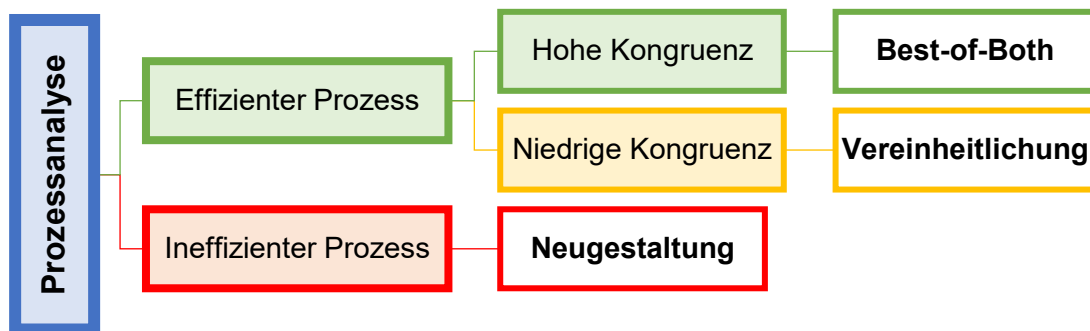 Prozessanalyse
Effizienter Prozess
Hohe Kongruenz
Best-of-Both
Niedrige Kongruenz
Vereinheitlichung
Ineffizienter Prozess
Neugestaltung